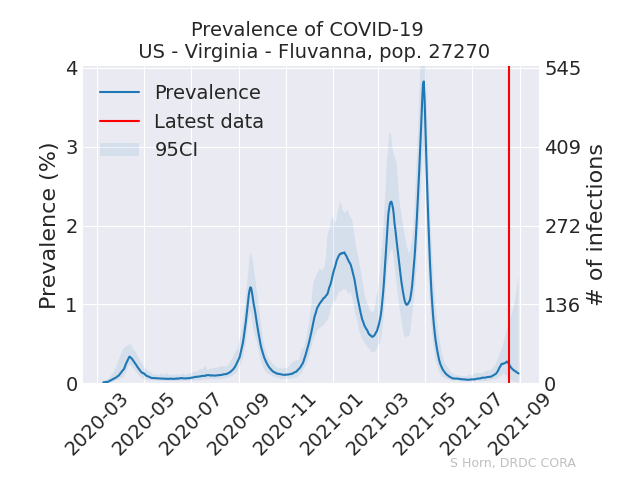 Prevalence of COVID-19
US - Virginia - Fluvanna, pop. 27270
Prevalence
Latest data
95CI
Prevalence (%)
4
3
2
1
0
# of infections
545
409
272
136
0
2020-03
2020-05
2020-07
2020-09
2020-11
2021-01
2021-03
2021-05
2021-07
2021-09
S Horn, DRDC CORA